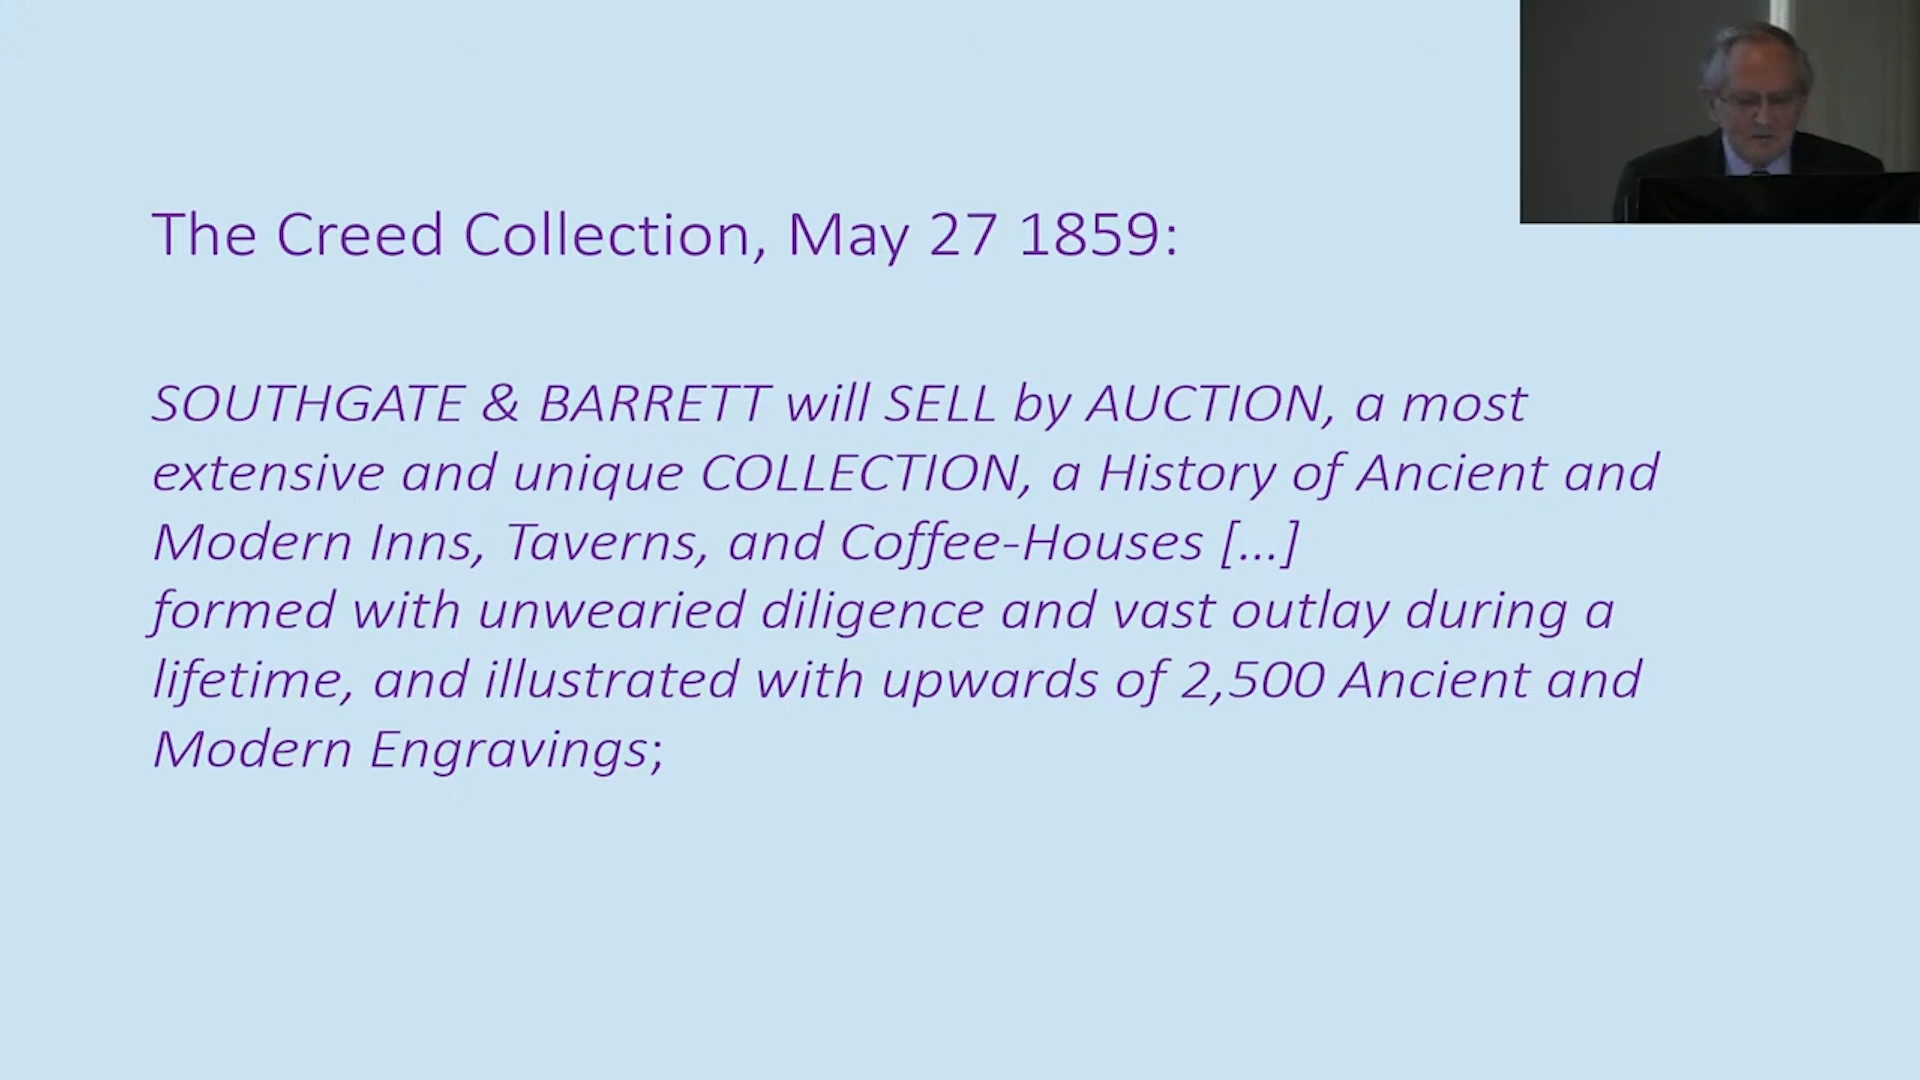 The Creed Collection, May 27 1859:
SOUTHGATE & BARRETT will SELL by AUCTION, a most
extensive and unique COLLECTION, a History of Ancient and
Modern Inns, Taverns, and Coffee-Houses [...]
formed with unwearied diligence and vast outlay during a
lifetime, and illustrated with upwards of 2,500 Ancient and
Modern Engravings;